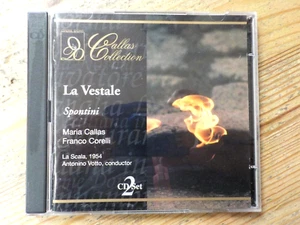 Callas
Collection
La Vestale
Spontini
Maria Callas
Franco Corelli
La Scala, 1954
Antonino Votto, conductor
2
CD Set